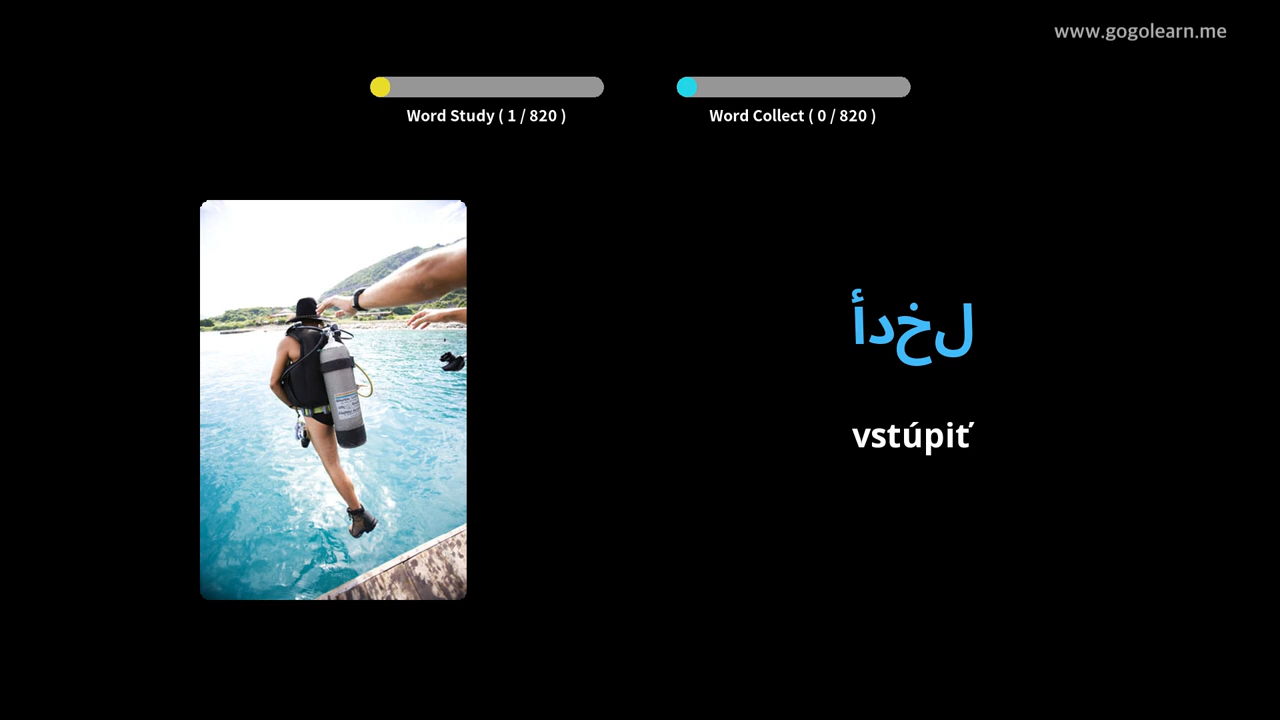 www.gogolearn.me
Word Study ( 1 / 820 )
Word Collect ( 0 / 820 )
أدخل
vstúpiť